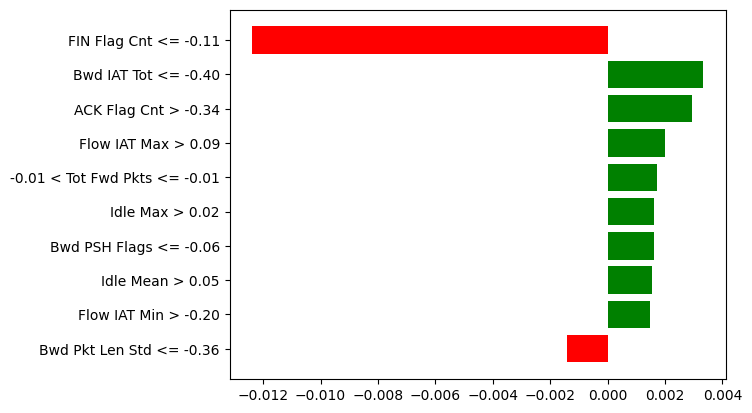 FIN Flag Cnt <= -0.11
Bwd IAT Tot <= -0.40
ACK Flag Cnt > -0.34
Flow IAT Max > 0.09
-0.01 < Tot Fwd Pkts <= -0.01
Idle Max > 0.02
Bwd PSH Flags <= -0.06
Idle Mean > 0.05
Flow IAT Min > -0.20
Bwd Pkt Len Std <= -0.36
−0.012 −0.010 −0.008 −0.006 −0.004 −0.002 0.000 0.002 0.004